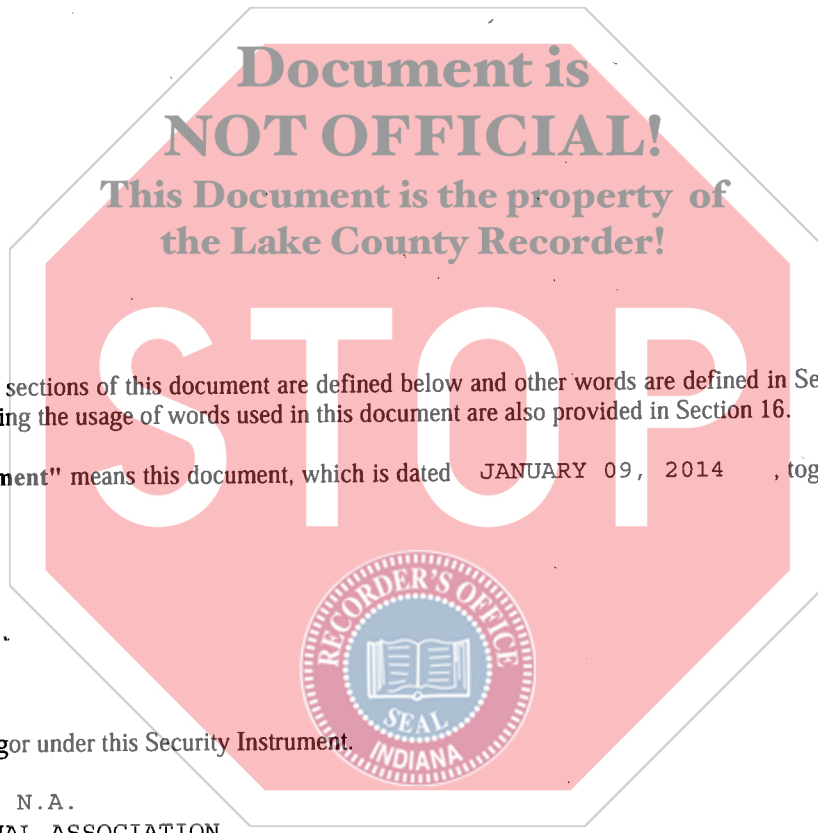 Document is
NOT OFFICIAL!
This Document is the property of
the Lake County Recorder!
STOP
sections of this document are defined below and other words are defined in Se
ing the usage of words used in this document are also provided in Section 16.
ment" means this document, which is dated JANUARY 09, 2014 , tog
RECORDER'S OFFICE
SEAL
INDIANA
gor under this Security Instrument.
N.A.
NAL ASSOCIATION